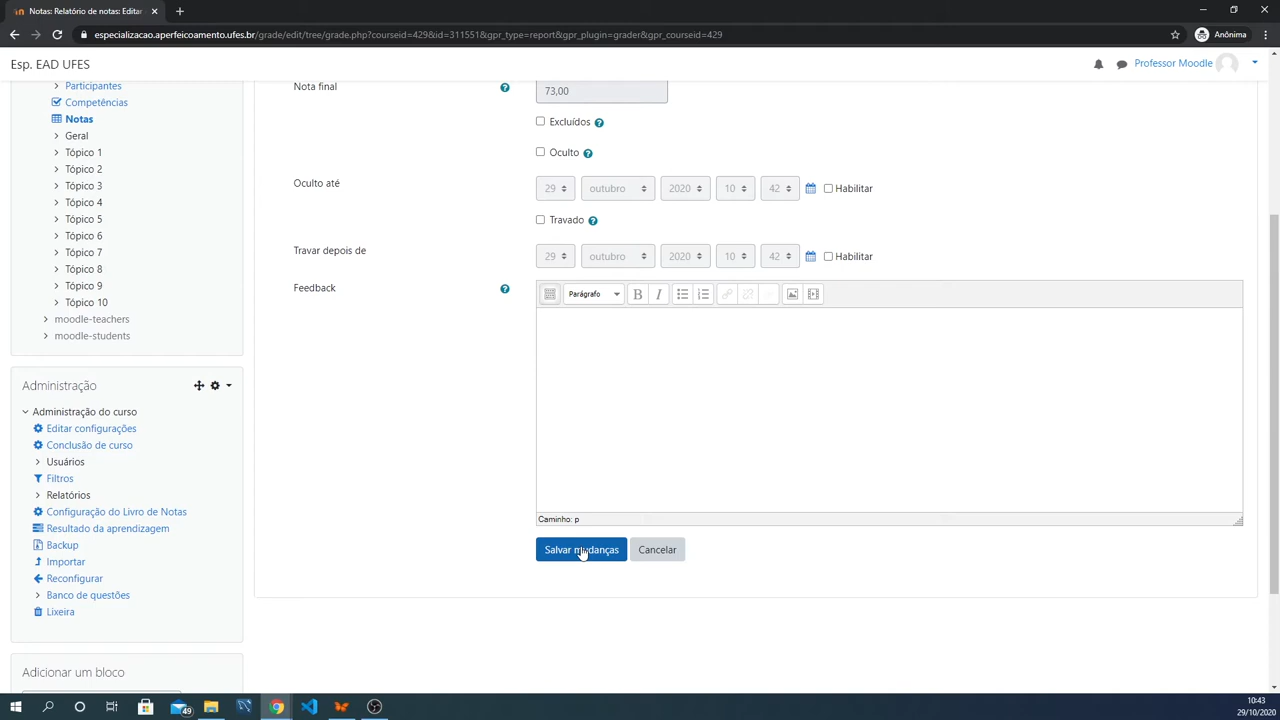 Notas: Relatório de notas: Editar
especializacao.aperfeicoamento.ufes.br/grade/edit/tree/grade.php?courseid=429&id=311551&gpr_type=report&gpr_plugin=grader&gpr_courseid=429
Anônima
Esp. EAD UFES
Professor Moodle
Participantes
Competências
Notas
Geral
Tópico 1
Tópico 2
Tópico 3
Tópico 4
Tópico 5
Tópico 6
Tópico 7
Tópico 8
Tópico 9
Tópico 10
moodle-teachers
moodle-students
Administração
Administração do curso
Editar configurações
Conclusão de curso
Usuários
Filtros
Relatórios
Configuração do Livro de Notas
Resultado da aprendizagem
Backup
Importar
Reconfigurar
Banco de questões
Lixeira
Adicionar um bloco
Nota final
73,00
Excluídos
Oculto
Oculto até
29 outubro 2020 10 42 Habilitar
Travado
Travar depois de
29 outubro 2020 10 42 Habilitar
Feedback
Parágrafo B I
Caminho: p
Salvar mudanças Cancelar
49
10:43
29/10/2020